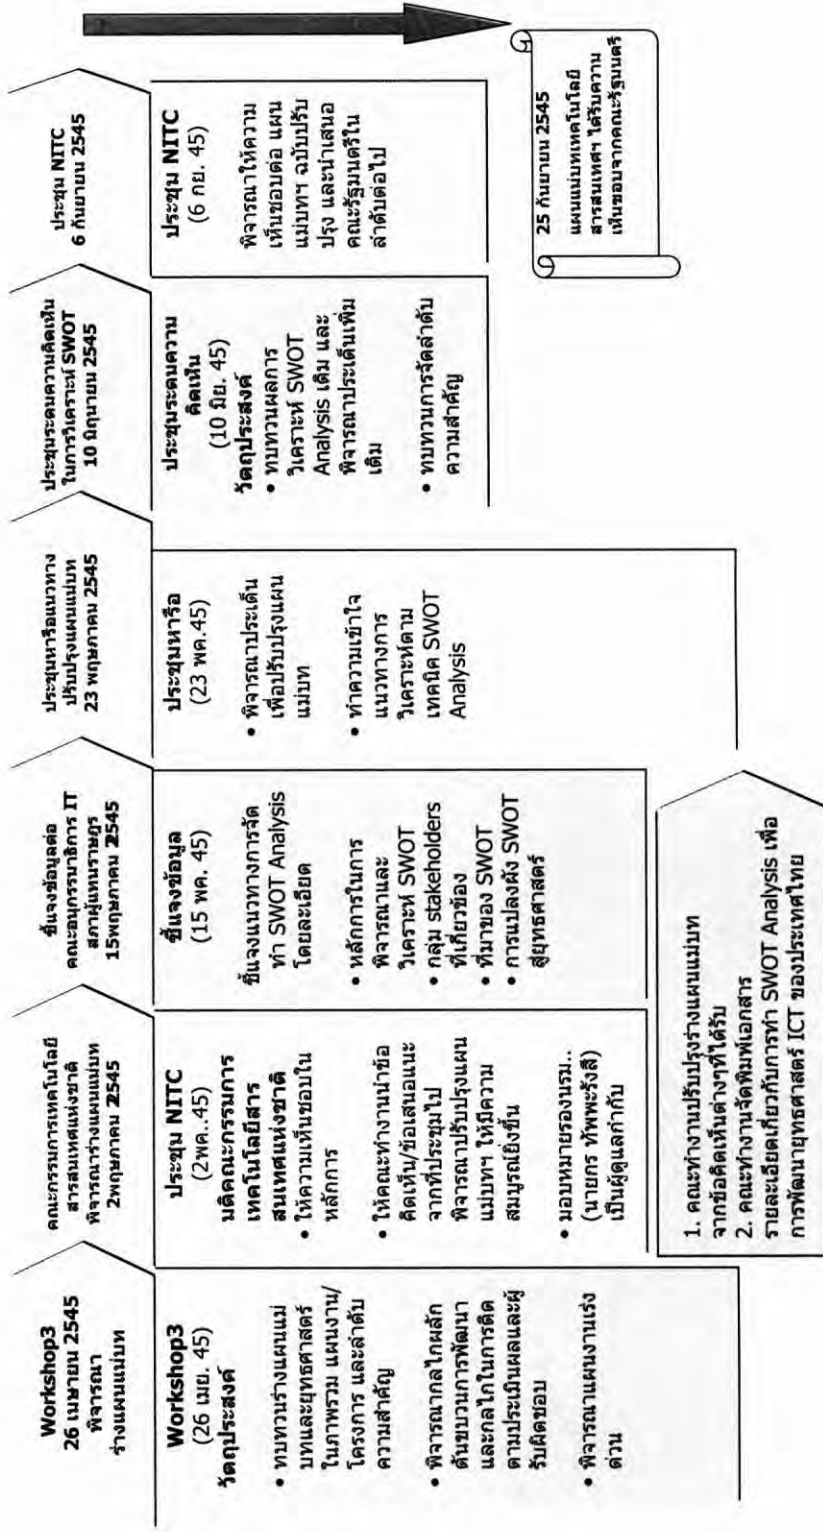 Workshop3
26 เมษายน 2545
พิจารณา
ร่างแผนแม่บท
คณะกรรมการเทคโนโลยี
สารสนเทศแห่งชาติ
พิจารณาร่างแผนแม่บท
2พฤษภาคม 2545
ชี้แจงข้อมูลต่อ
คณะอนุกรรมาธิการ IT
สภาผู้แทนราษฎร
15พฤษภาคม 2545
ประชุมหารือแนวทาง
ปรับปรุงแผนแม่บท
23 พฤษภาคม 2545
ประชุมระดมความคิดเห็น
ในการวิเคราะห์ SWOT
10 มิถุนายน 2545
ประชุม NITC
6 กันยายน 2545
Workshop3
(26 เมย. 45)
วัตถุประสงค์
• ทบทวนร่างแผนแม่
บทและยุทธศาสตร์
ในภาพรวม แผนงาน/
โครงการ และลำดับ
ความสำคัญ
• พิจารณากลไกผลัก
ดันขบวนการพัฒนา
และกลไกในการติด
ตามประเมินผลและผู้
รับผิดชอบ
• พิจารณาแผนงานเร่ง
ด่วน
ประชุม NITC
(2พค..45)
มติคณะกรรมการ
เทคโนโลยีสาร
สนเทศแห่งชาติ
• ให้ความเห็นชอบใน
หลักการ
• ให้คณะทำงานนำข้อ
คิดเห็น/ข้อเสนอแนะ
จากที่ประชุมไป
พิจารณาปรับปรุงแผน
แม่บทฯ ให้มีความ
สมบูรณ์ยิ่งขึ้น
• มอบหมายรองนรม..
(นายกร ทัพพะรังสี)
เป็นผู้ดูแลกำกับ
ชี้แจงข้อมูล
(15 พค. 45)
ชี้แจงแนวทางการจัด
ทำ SWOT Analysis
โดยละเอียด
• หลักการในการ
พิจารณาและ
วิเคราะห์ SWOT
• กลุ่ม stakeholders
ที่เกี่ยวข้อง
• ที่มาของ SWOT
• การแปลงผัง SWOT
สู่ยุทธศาสตร์
ประชุมหารือ
(23 พค.45)
• พิจารณาประเด็น
เพื่อปรับปรุงแผน
แม่บท
• ทำความเข้าใจ
แนวทางการ
วิเคราะห์ตาม
เทคนิค SWOT
Analysis
ประชุมระดมความ
คิดเห็น
(10 มิย. 45)
วัตถุประสงค์
• ทบทวนผลการ
วิเคราะห์ SWOT
Analysis เดิม และ
พิจารณาประเด็นเพิ่ม
เติม
• ทบทวนการจัดลำดับ
ความสำคัญ
ประชุม NITC
(6 กย. 45)
พิจารณาให้ความ
เห็นชอบต่อ แผน
แม่บทฯ ฉบับปรับ
ปรุง และนำเสนอ
คณะรัฐมนตรีใน
ลำดับต่อไป
1. คณะทำงานปรับปรุงร่างแผนแม่บท
จากข้อคิดเห็นต่างๆที่ได้รับ
2. คณะทำงานจัดพิมพ์เอกสาร
รายละเอียดเกี่ยวกับการทำ SWOT Analysis เพื่อ
การพัฒนายุทธศาสตร์ ICT ของประเทศไทย
25 กันยายน 2545
แผนแม่บทเทคโนโลยี
สารสนเทศฯ ได้รับความ
เห็นชอบจากคณะรัฐมนตรี